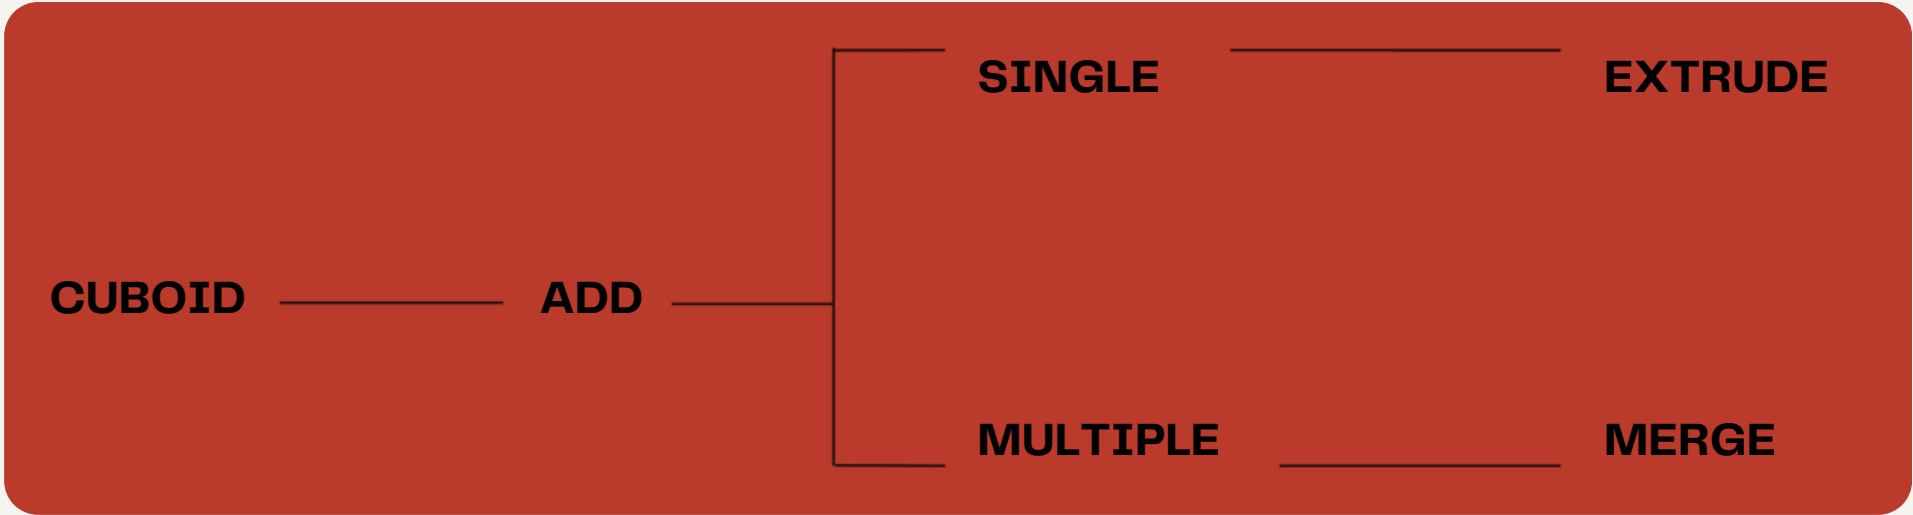 SINGLE
EXTRUDE
CUBOID
ADD
MULTIPLE
MERGE